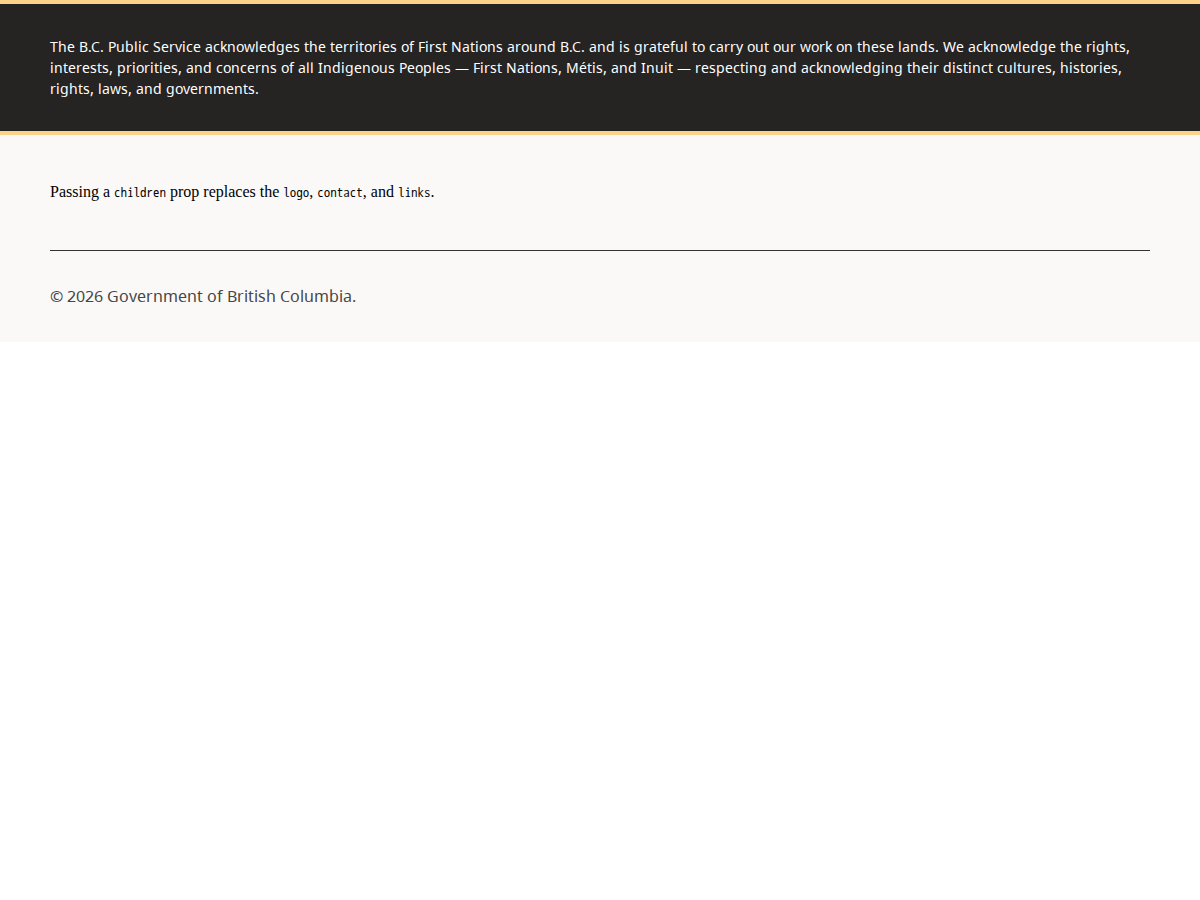 The B.C. Public Service acknowledges the territories of First Nations around B.C. and is grateful to carry out our work on these lands. We acknowledge the rights,
interests, priorities, and concerns of all Indigenous Peoples — First Nations, Métis, and Inuit — respecting and acknowledging their distinct cultures, histories,
rights, laws, and governments.
Passing a children prop replaces the logo, contact, and links.
© 2026 Government of British Columbia.